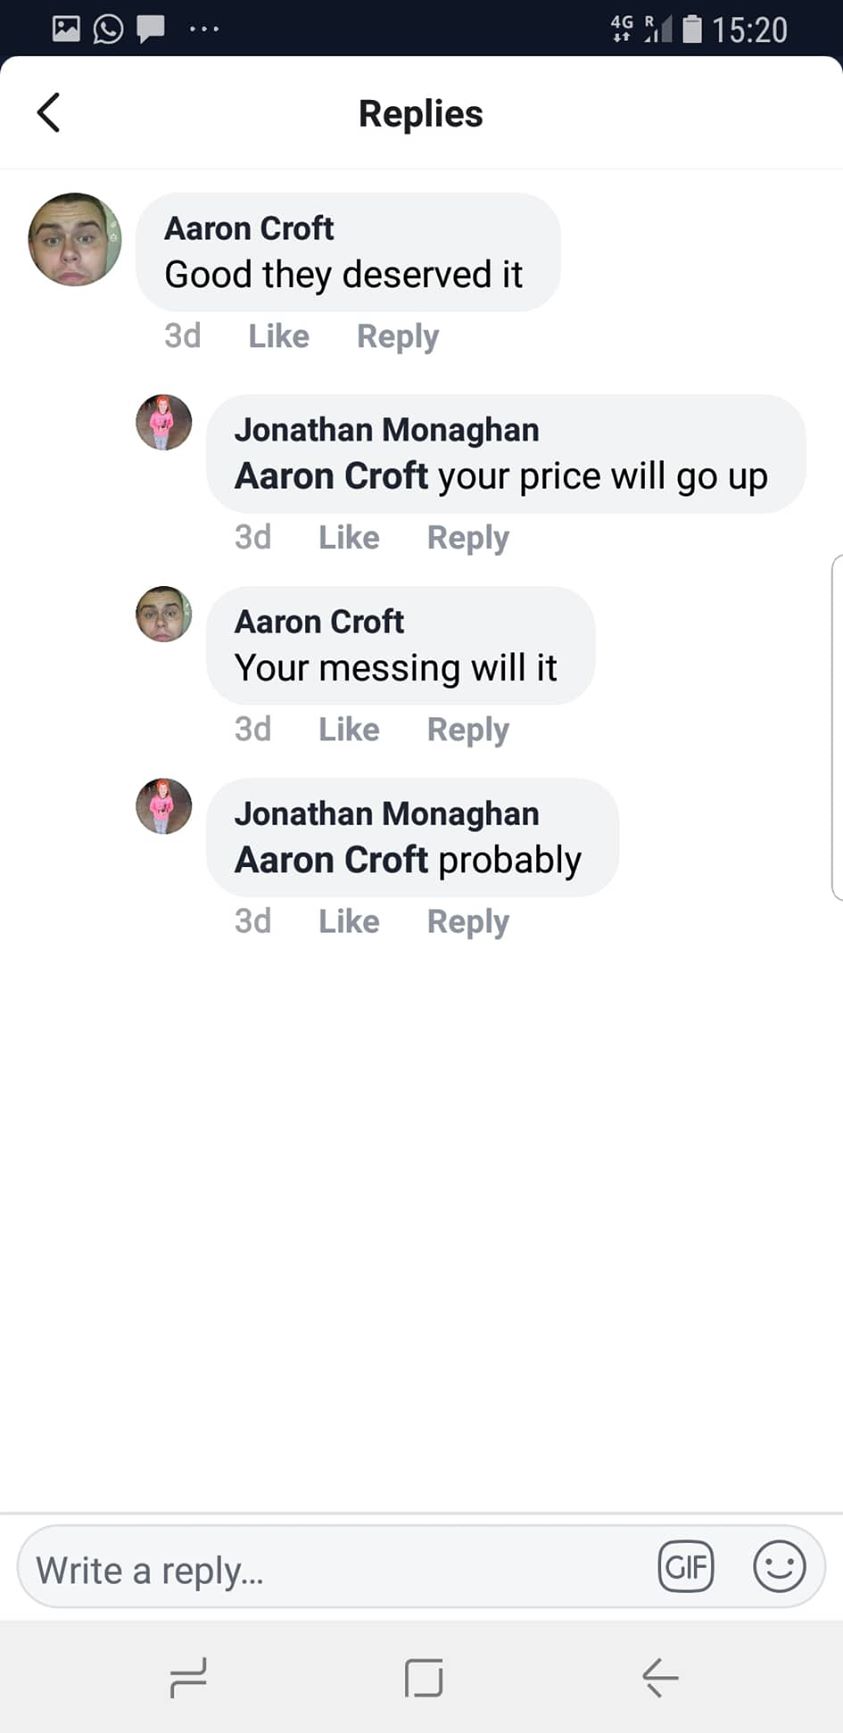 4G R 15:20
Replies
Aaron Croft
Good they deserved it
3d Like Reply
Jonathan Monaghan
Aaron Croft your price will go up
3d Like Reply
Aaron Croft
Your messing will it
3d Like Reply
Jonathan Monaghan
Aaron Croft probably
3d Like Reply
Write a reply...
GIF